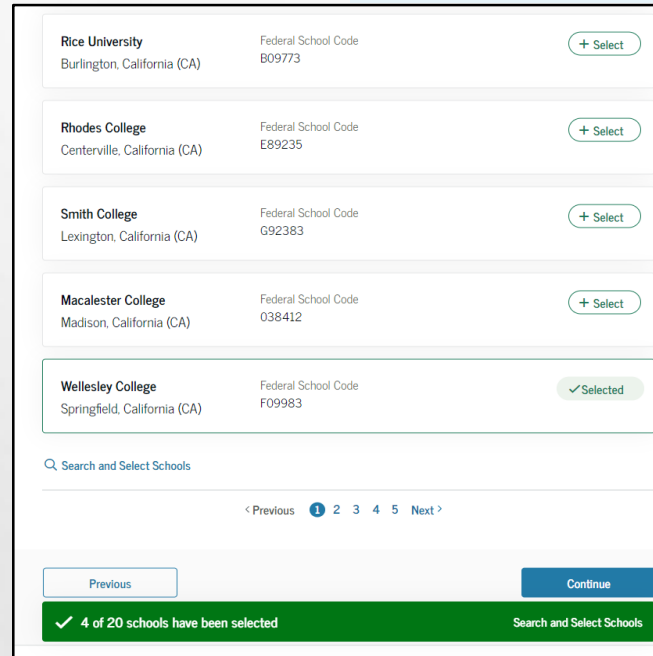 Rice University
Burlington, California (CA)
Federal School Code
B09773
+ Select
Rhodes College
Centerville, California (CA)
Federal School Code
E89235
+ Select
Smith College
Lexington, California (CA)
Federal School Code
G92383
+ Select
Macalester College
Madison, California (CA)
Federal School Code
038412
+ Select
Wellesley College
Springfield, California (CA)
Federal School Code
F09983
✓ Selected
Search and Select Schools
< Previous 1 2 3 4 5 Next >
Previous
Continue
✓ 4 of 20 schools have been selected
Search and Select Schools